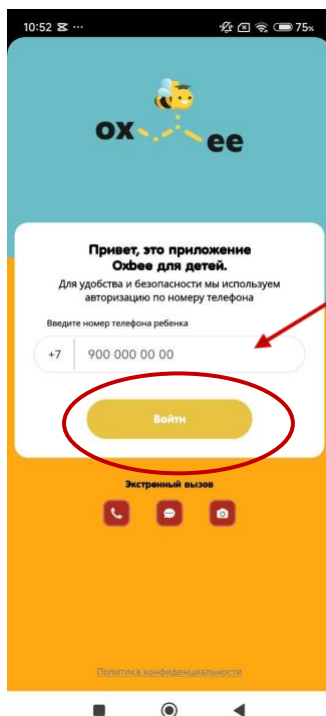 10:52 ... 75%
ox ee
Привет, это приложение
Oxbee для детей.
Для удобства и безопасности мы используем
авторизацию по номеру телефона
Введите номер телефона ребенка
+7 900 000 00 00
Войти
Экстренный вызов
Политика конфиденциальности